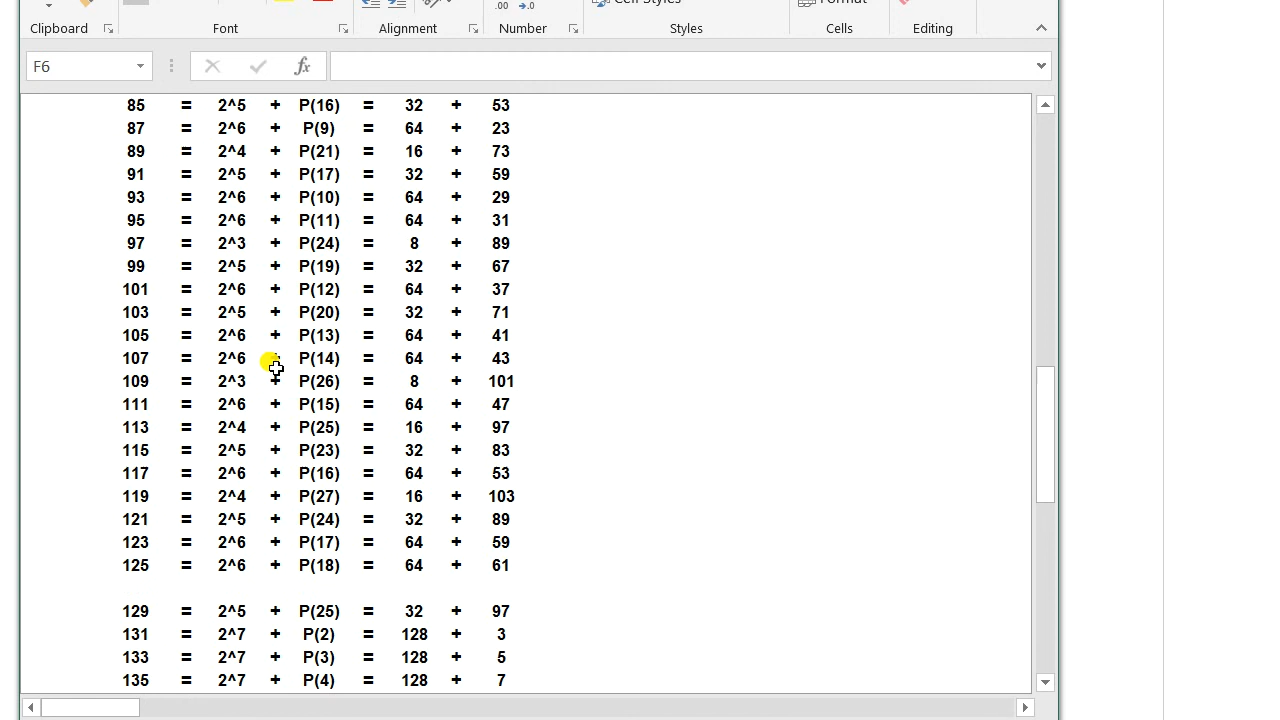 .00 .0 Cell Styles Format
Clipboard Font Alignment Number Styles Cells Editing
F6 fx
85 = 2^5 + P(16) = 32 + 53
87 = 2^6 + P(9) = 64 + 23
89 = 2^4 + P(21) = 16 + 73
91 = 2^5 + P(17) = 32 + 59
93 = 2^6 + P(10) = 64 + 29
95 = 2^6 + P(11) = 64 + 31
97 = 2^3 + P(24) = 8 + 89
99 = 2^5 + P(19) = 32 + 67
101 = 2^6 + P(12) = 64 + 37
103 = 2^5 + P(20) = 32 + 71
105 = 2^6 + P(13) = 64 + 41
107 = 2^6 + P(14) = 64 + 43
109 = 2^3 + P(26) = 8 + 101
111 = 2^6 + P(15) = 64 + 47
113 = 2^4 + P(25) = 16 + 97
115 = 2^5 + P(23) = 32 + 83
117 = 2^6 + P(16) = 64 + 53
119 = 2^4 + P(27) = 16 + 103
121 = 2^5 + P(24) = 32 + 89
123 = 2^6 + P(17) = 64 + 59
125 = 2^6 + P(18) = 64 + 61
129 = 2^5 + P(25) = 32 + 97
131 = 2^7 + P(2) = 128 + 3
133 = 2^7 + P(3) = 128 + 5
135 = 2^7 + P(4) = 128 + 7